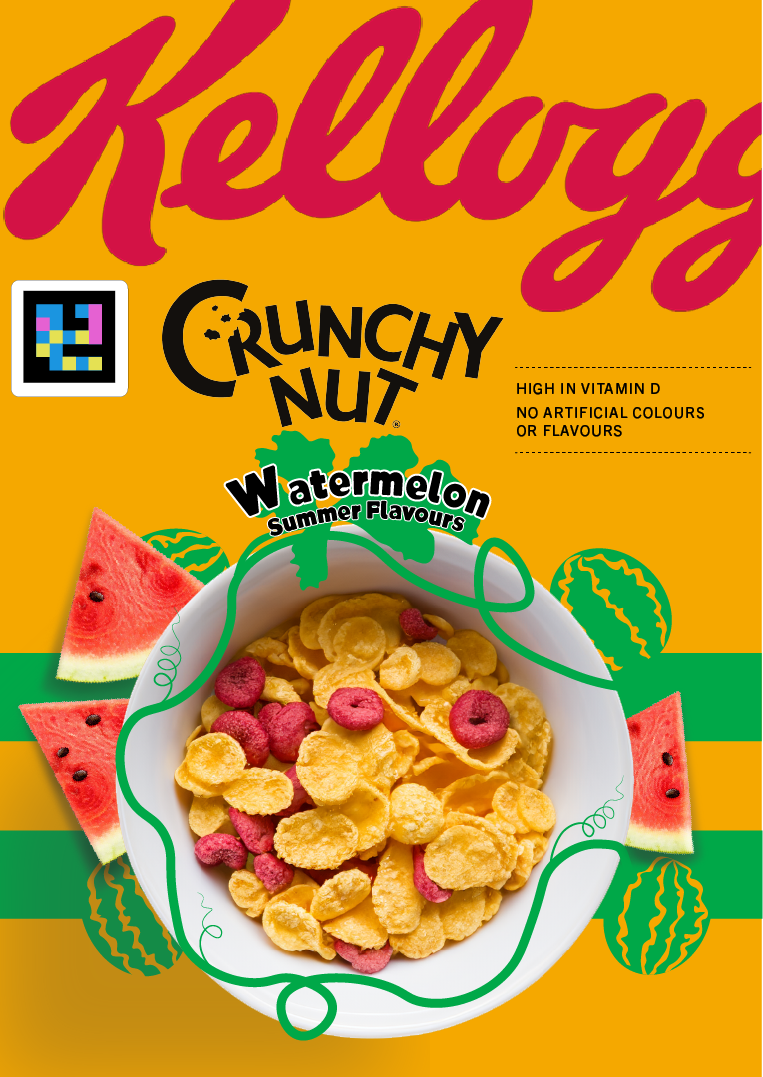 Kellogg
CRUNCHY
NUT®
HIGH IN VITAMIN D
NO ARTIFICIAL COLOURS
OR FLAVOURS
Watermelon
Summer Flavours